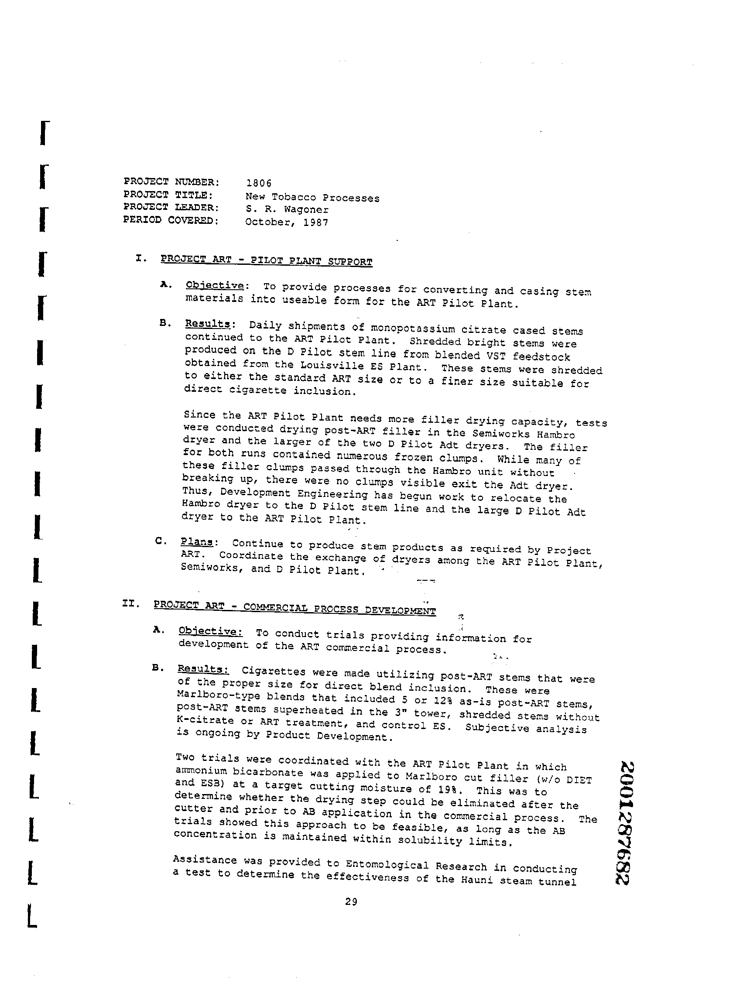 PROJECT NUMBER: 1806
PROJECT TITLE: New Tobacco Processes
PROJECT LEADER: S. R. Wagoner
PERIOD COVERED: October, 1987
I. PROJECT ART - PILOT PLANT SUPPORT
A. Objective: To provide processes for converting and casing stem
materials into useable form for the ART Pilot Plant.
B. Results: Daily shipments of monopotassium citrate cased stems
continued to the ART Pilot Plant. Shredded bright stems were
produced on the D Pilot stem line from blended VST feedstock
obtained from the Louisville ES Plant. These stems were shredded
to either the standard ART size or to a finer size suitable for
direct cigarette inclusion.
Since the ART Pilot Plant needs more filler drying capacity, tests
were conducted drying post-ART filler in the Semiworks Hambro
dryer and the larger of the two D Pilot Adt dryers. The filler
for both runs contained numerous frozen clumps. While many of
these filler clumps passed through the Hambro unit without
breaking up, there were no clumps visible exit the Adt dryer.
Thus, Development Engineering has begun work to relocate the
Hambro dryer to the D Pilot stem line and the large D Pilot Adt
dryer to the ART Pilot Plant.
C. Plans: Continue to produce stem products as required by Project
ART. Coordinate the exchange of dryers among the ART Pilot Plant,
Semiworks, and D Pilot Plant.
II. PROJECT ART - COMMERCIAL PROCESS DEVELOPMENT
A. Objective: To conduct trials providing information for
development of the ART commercial process.
B. Results: Cigarettes were made utilizing post-ART stems that were
of the proper size for direct blend inclusion. These were
Marlboro-type blends that included 5 or 12% as-is post-ART stems,
post-ART stems superheated in the 3" tower, shredded stems without
K-citrate or ART treatment, and control ES. Subjective analysis
is ongoing by Product Development.
Two trials were coordinated with the ART Pilot Plant in which
ammonium bicarbonate was applied to Marlboro cut filler (w/o DIET
and ESB) at a target cutting moisture of 19%. This was to
determine whether the drying step could be eliminated after the
cutter and prior to AB application in the commercial process. The
trials showed this approach to be feasible, as long as the AB
concentration is maintained within solubility limits.
Assistance was provided to Entomological Research in conducting
a test to determine the effectiveness of the Hauni steam tunnel
29
2001287682